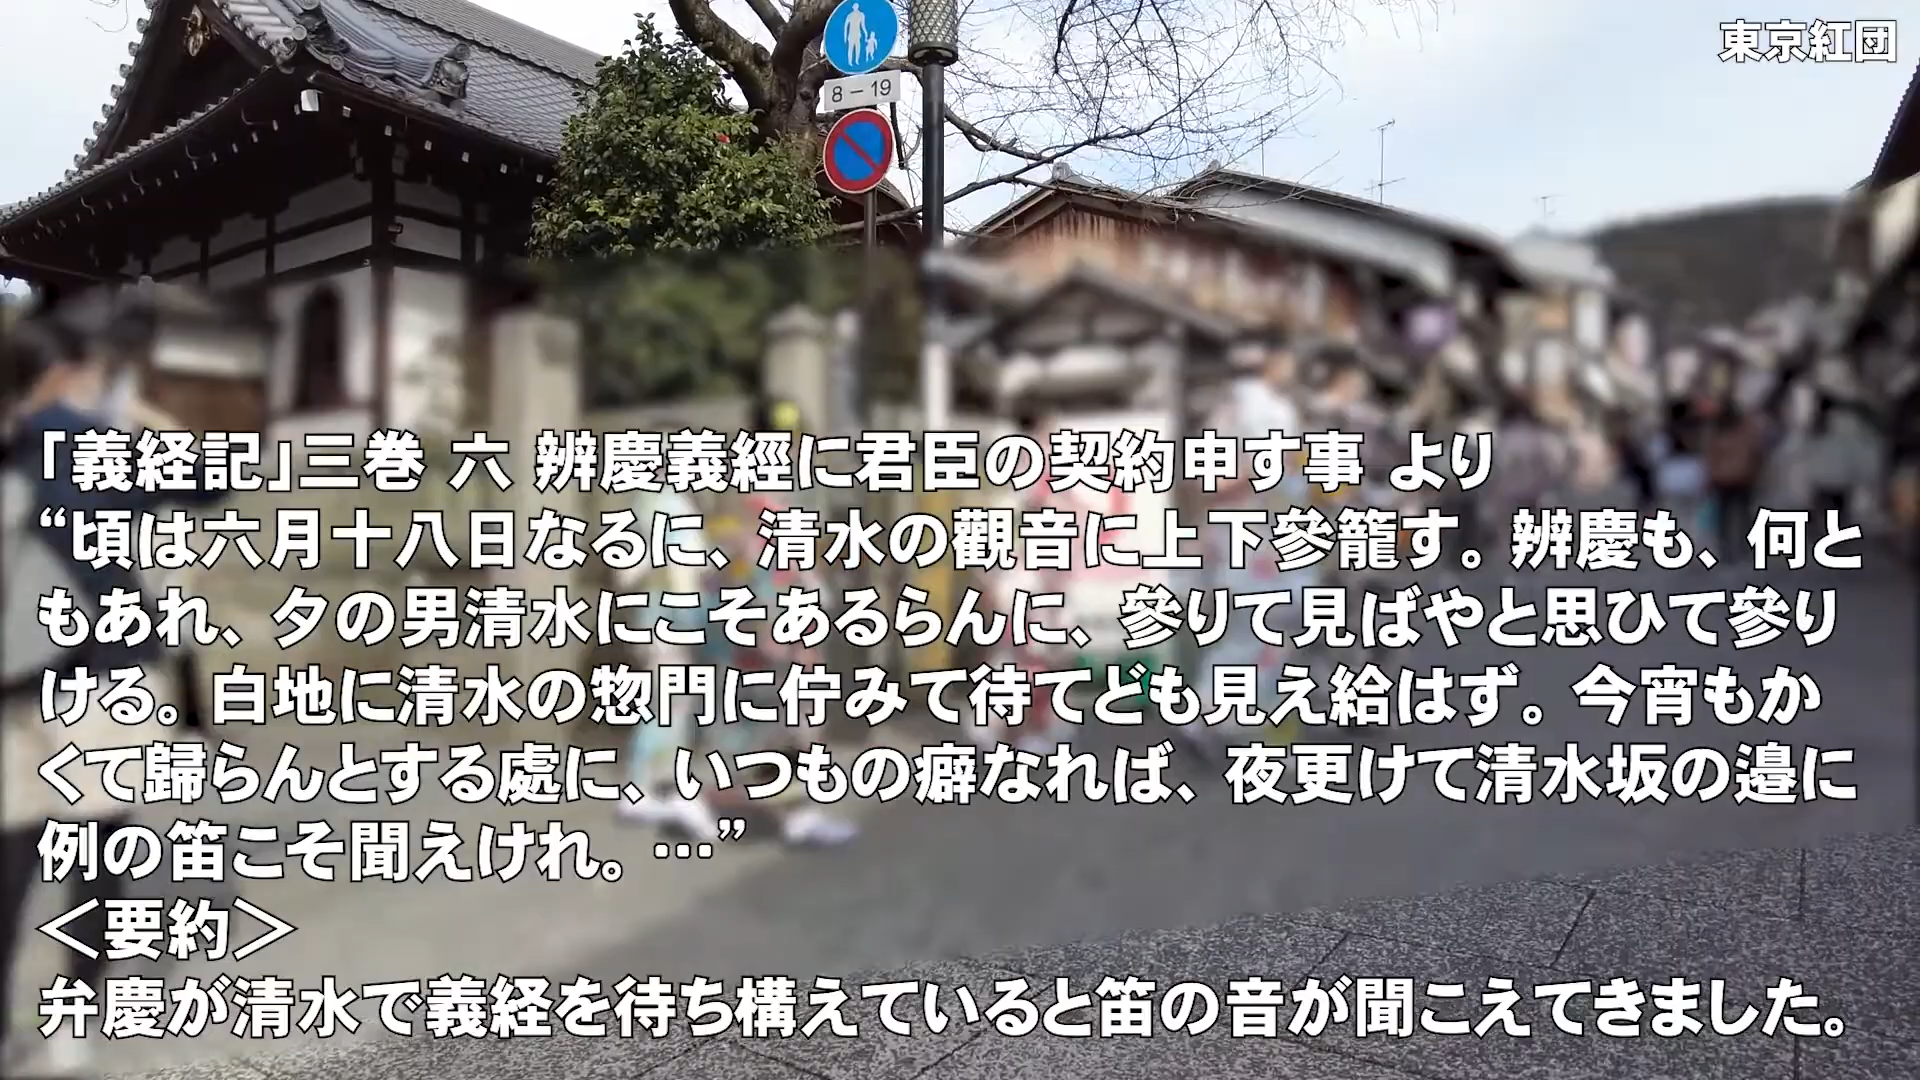 東京紅団
8-19
「義経記」三巻 六 辨慶義經に君臣の契約申す事 より
“頃は六月十八日なるに、清水の觀音に上下參籠す。辨慶も、何と
もあれ、夕の男清水にこそあるらんに、參りて見ばやと思ひて參り
ける。白地に清水の惣門に佇みて待てども見え給はず。今宵もか
くて歸らんとする處に、いつもの癖なれば、夜更けて清水坂の邉に
例の笛こそ聞えけれ。…”
＜要約＞
弁慶が清水で義経を待ち構えていると笛の音が聞こえてきました。